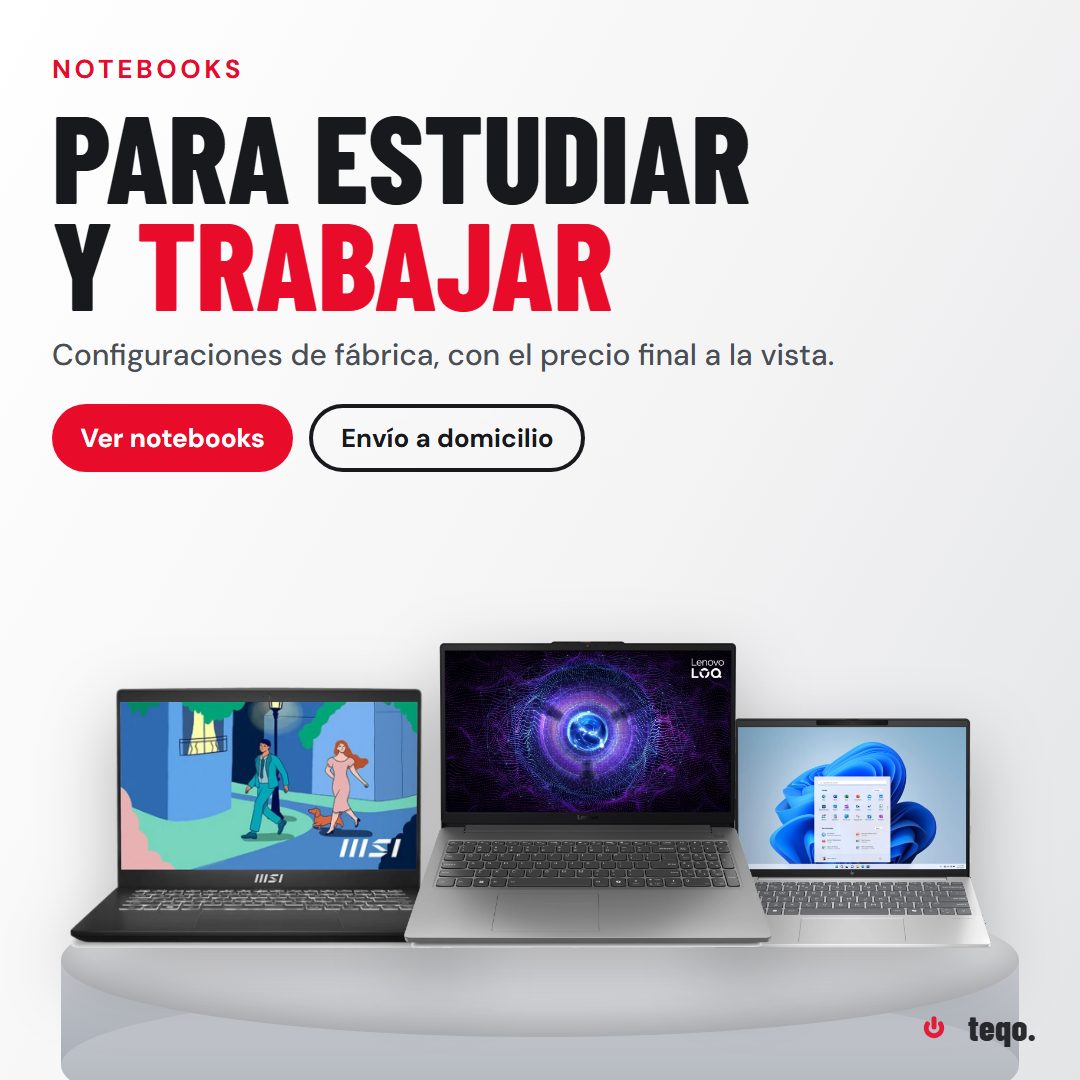 NOTEBOOKS
PARA ESTUDIAR
Y TRABAJAR
Configuraciones de fábrica, con el precio final a la vista.
Ver notebooks
Envío a domicilio
Lenovo
LOQ
msi
msi
teqo.